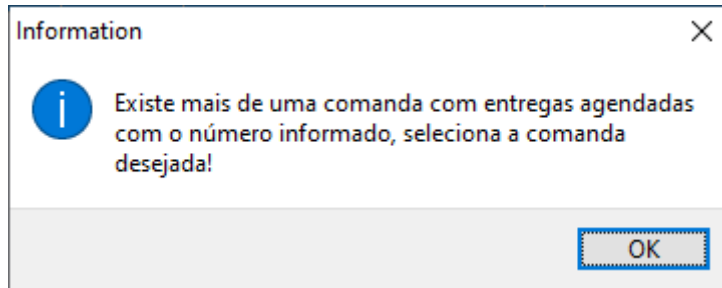 Information
Existe mais de uma comanda com entregas agendadas
com o número informado, seleciona a comanda
desejada!
OK